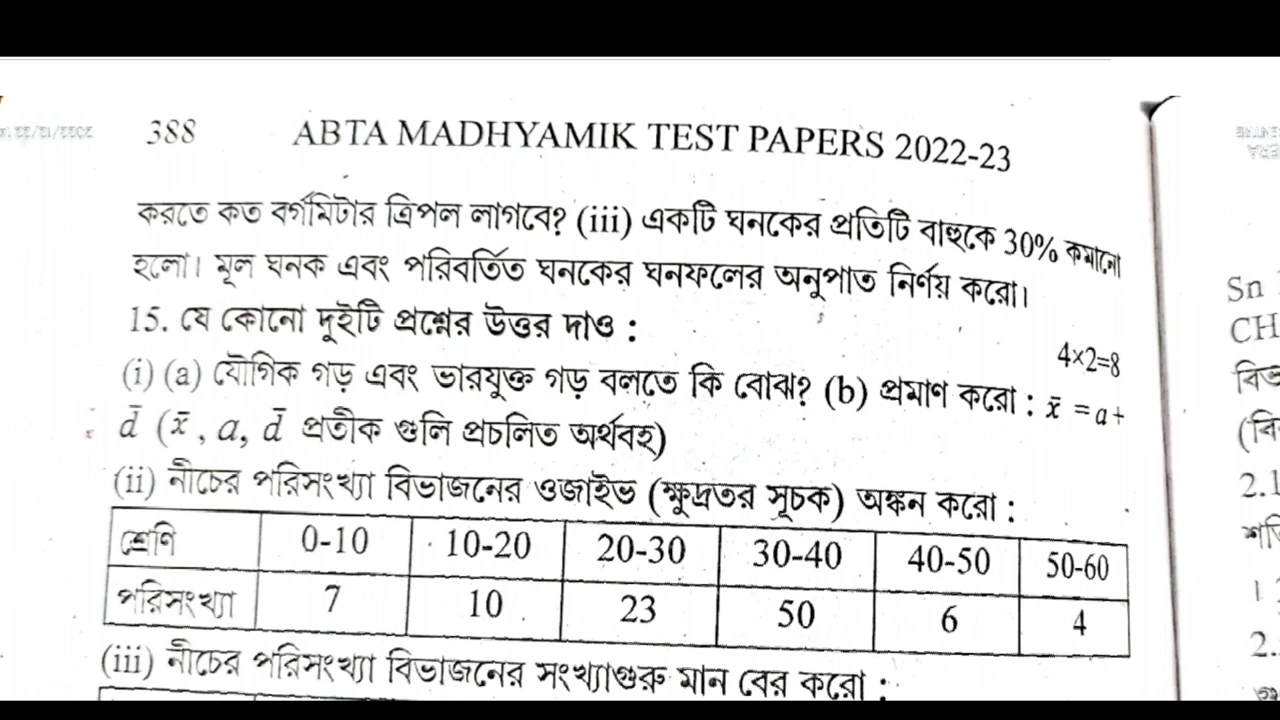 388 ABTA MADHYAMIK TEST PAPERS 2022-23
করতে কত বর্গমিটার ত্রিপল লাগবে? (iii) একটি ঘনকের প্রতিটি বাহুকে 30% কমানো
হলো। মূল ঘনক এবং পরিবর্তিত ঘনকের ঘনফলের অনুপাত নির্ণয় করো।
15. যে কোনো দুইটি প্রশ্নের উত্তর দাও :
4×2=8
(i) (a) যৌগিক গড় এবং ভারযুক্ত গড় বলতে কি বোঝ? (b) প্রমাণ করো : x̄ = a +
d̄ (x̄ , a, d̄ প্রতীক গুলি প্রচলিত অর্থবহ)
(ii) নীচের পরিসংখ্যা বিভাজনের ওজাইভ (ক্ষুদ্রতর সূচক) অঙ্কন করো :
শ্রেণি 0-10 10-20 20-30 30-40 40-50 50-60
পরিসংখ্যা 7 10 23 50 6 4
(iii) নীচের পরিসংখ্যা বিভাজনের সংখ্যাগুরু মান বের করো :
Sn
CH
2.1
2.